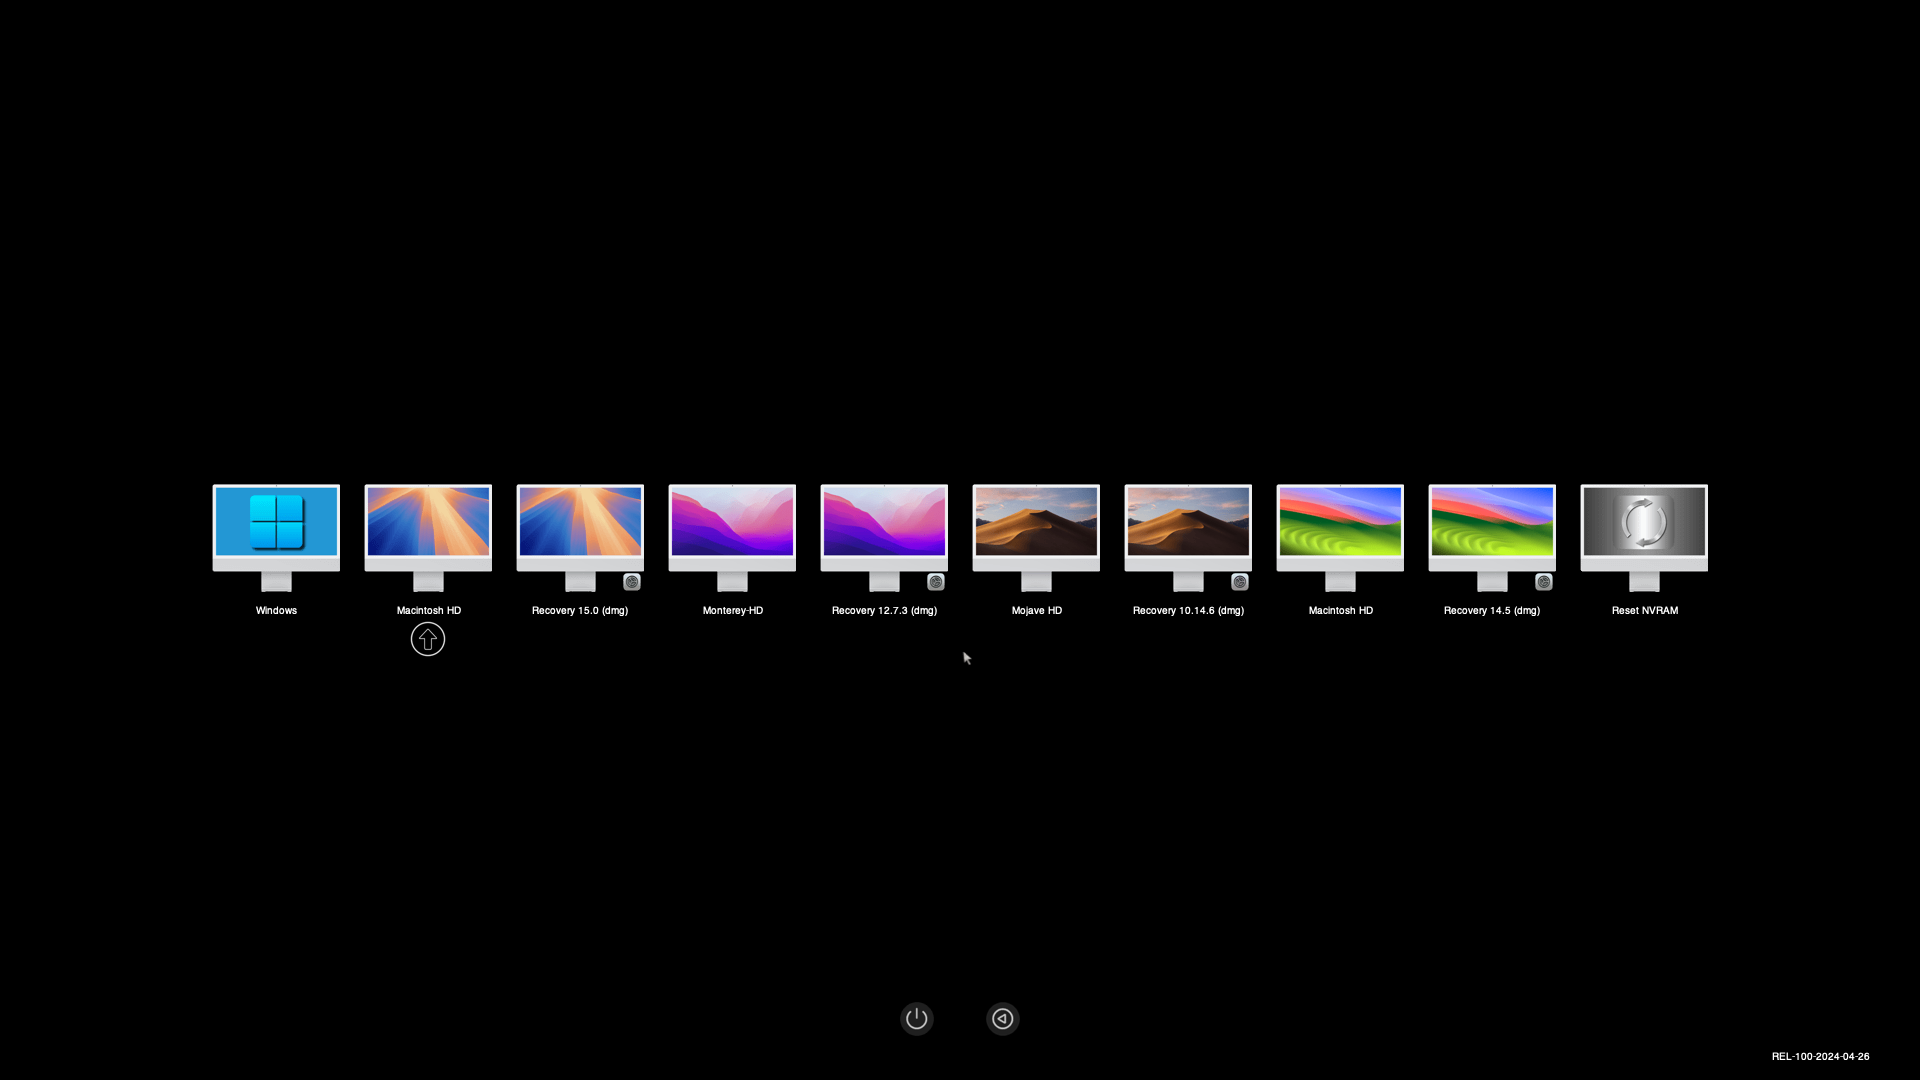 Windows
Macintosh HD
Recovery 15.0 (dmg)
Monterey-HD
Recovery 12.7.3 (dmg)
Mojave HD
Recovery 10.14.6 (dmg)
Macintosh HD
Recovery 14.5 (dmg)
Reset NVRAM
REL-100-2024-04-26